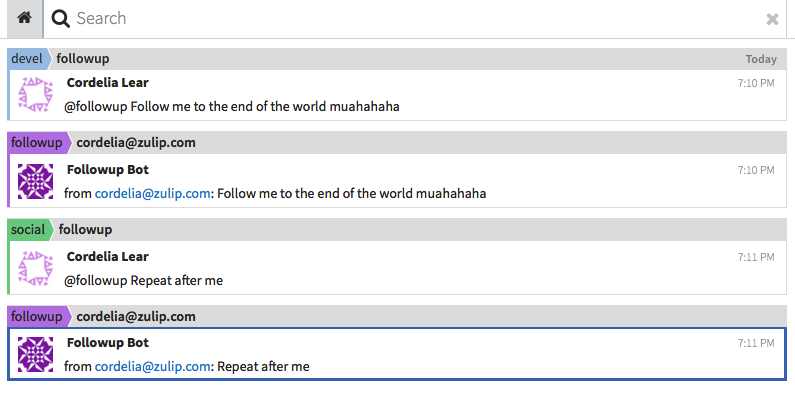 Search
devel followup Today
Cordelia Lear 7:10 PM
@followup Follow me to the end of the world muahahaha
followup cordelia@zulip.com
Followup Bot 7:10 PM
from cordelia@zulip.com: Follow me to the end of the world muahahaha
social followup
Cordelia Lear 7:11 PM
@followup Repeat after me
followup cordelia@zulip.com
Followup Bot 7:11 PM
from cordelia@zulip.com: Repeat after me